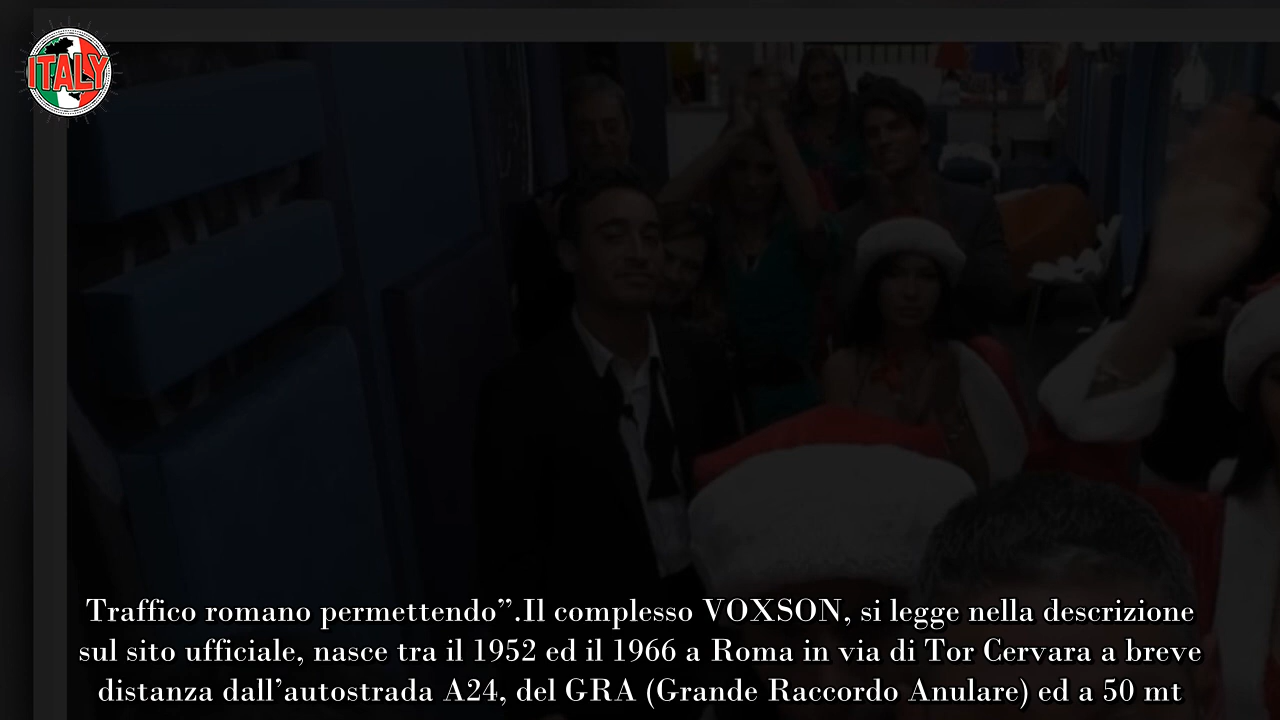 ITALY
Traffico romano permettendo”.Il complesso VOXSON, si legge nella descrizione
sul sito ufficiale, nasce tra il 1952 ed il 1966 a Roma in via di Tor Cervara a breve
distanza dall’autostrada A24, del GRA (Grande Raccordo Anulare) ed a 50 mt